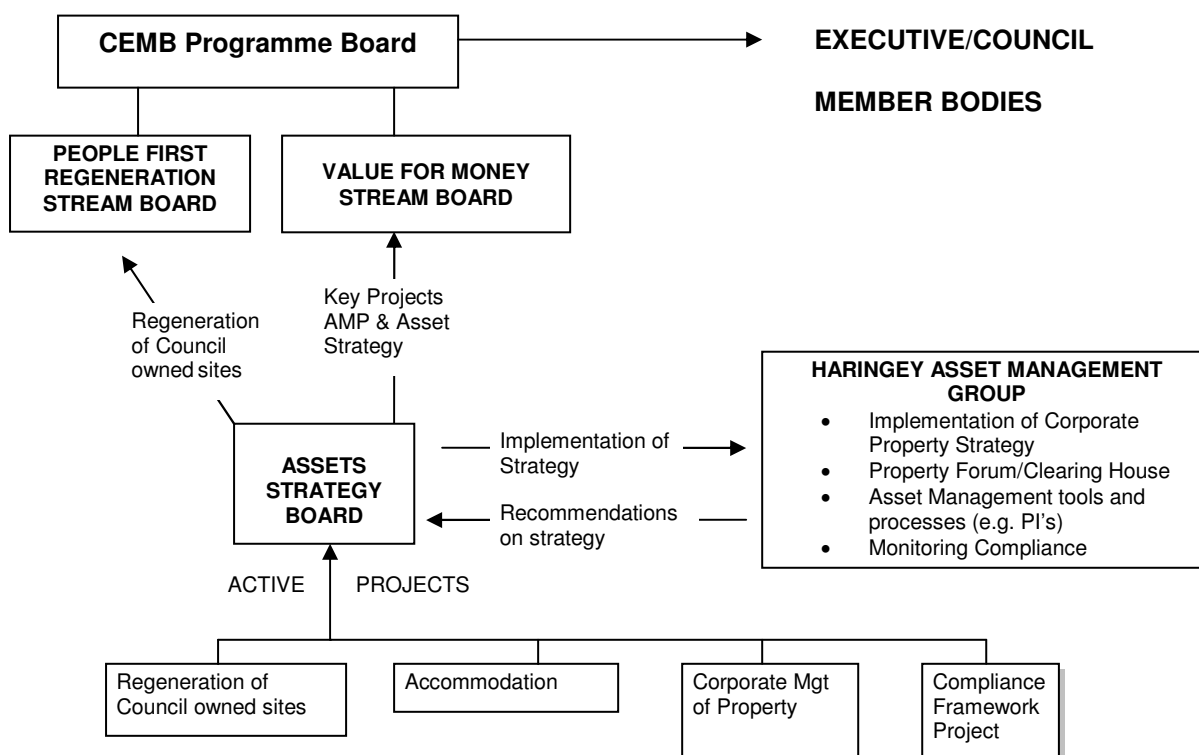 CEMB Programme Board
EXECUTIVE/COUNCIL
MEMBER BODIES
PEOPLE FIRST
REGENERATION
STREAM BOARD
VALUE FOR MONEY
STREAM BOARD
Regeneration
of Council
owned sites
Key Projects
AMP & Asset
Strategy
ASSETS
STRATEGY
BOARD
Implementation of
Strategy
Recommendations
on strategy
HARINGEY ASSET MANAGEMENT
GROUP
• Implementation of Corporate
Property Strategy
• Property Forum/Clearing House
• Asset Management tools and
processes (e.g. PI's)
• Monitoring Compliance
ACTIVE PROJECTS
Regeneration of
Council owned sites
Accommodation
Corporate Mgt
of Property
Compliance
Framework
Project